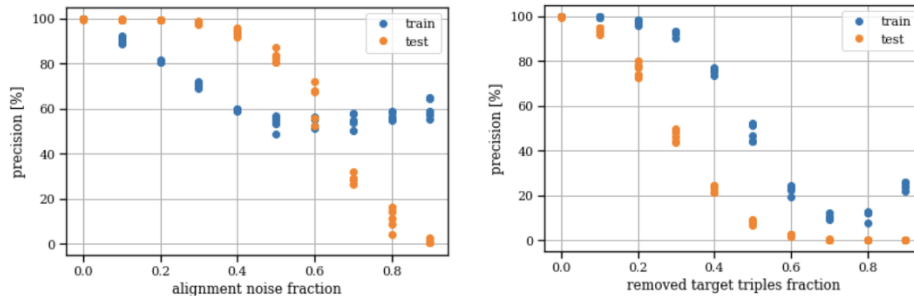 100
80
60
40
20
0
precision [%]
train
test
0.0 0.2 0.4 0.6 0.8
alignment noise fraction
100
80
60
40
20
0
precision [%]
train
test
0.0 0.2 0.4 0.6 0.8
removed target triples fraction